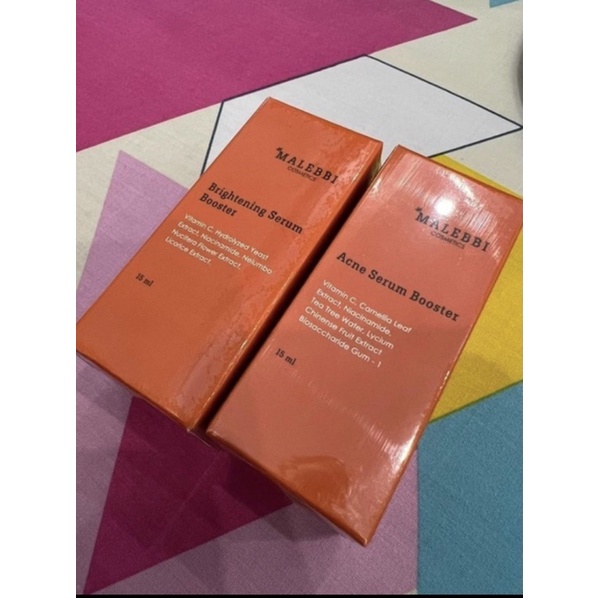 MALEBBI
COSMETICS
Brightening Serum
Booster
Vitamin C, Hydrolyzed Yeast
Extract, Niacinamide, Nelumbo
Nucifera Flower Extract,
Licorice Extract
15 ml
MALEBBI
COSMETICS
Acne Serum Booster
Vitamin C, Camellia Leaf
Extract, Niacinamide,
Tea Tree Water, Lycium
Chinense Fruit Extract
Biosaccharide Gum - 1
15 ml